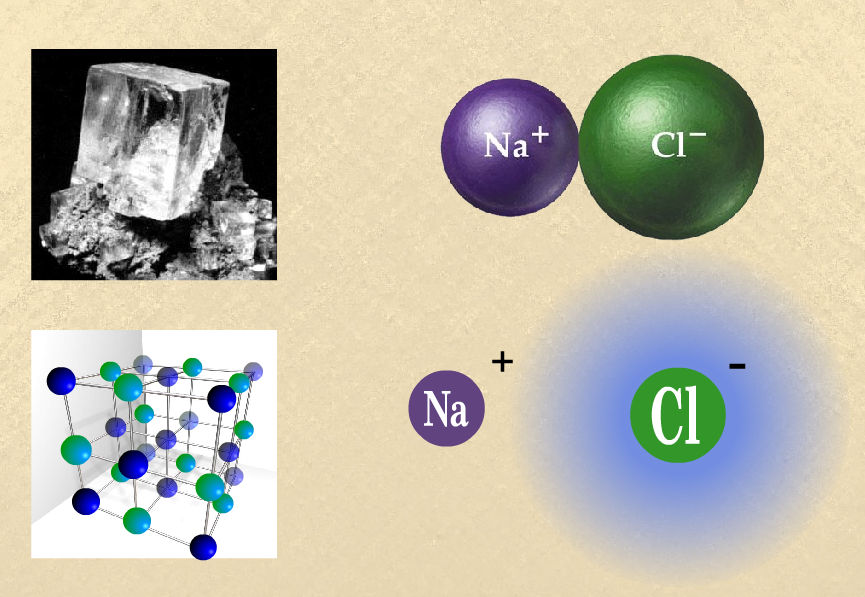 Na⁺
Cl⁻
Na +
Cl -